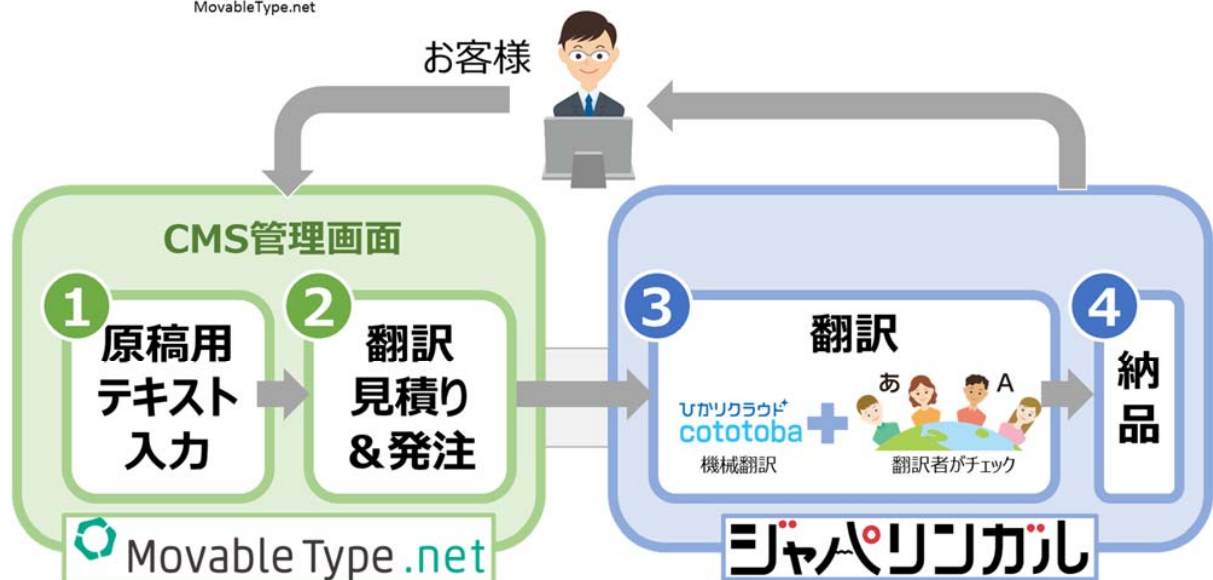 MovableType.net
お客様
CMS管理画面
1
原稿用
テキスト
入力
2
翻訳
見積り
&発注
3
翻訳
ひかりクラウド
cototoba
機械翻訳
あ
A
翻訳者がチェック
4
納
品
MovableType.net
ジャパリンガル